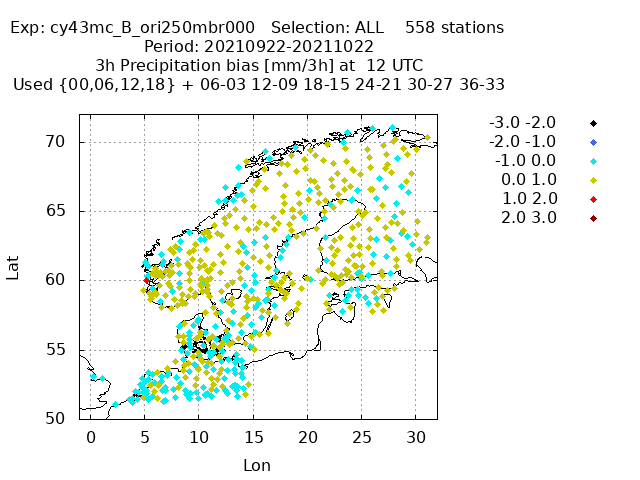 Exp: cy43mc_B_ori250mbr000 Selection: ALL 558 stations
Period: 20210922-20211022
3h Precipitation bias [mm/3h] at 12 UTC
Used {00,06,12,18} + 06-03 12-09 18-15 24-21 30-27 36-33
-3.0 -2.0
-2.0 -1.0
-1.0 0.0
0.0 1.0
1.0 2.0
2.0 3.0
70
65
60
55
50
Lat
0 5 10 15 20 25 30
Lon